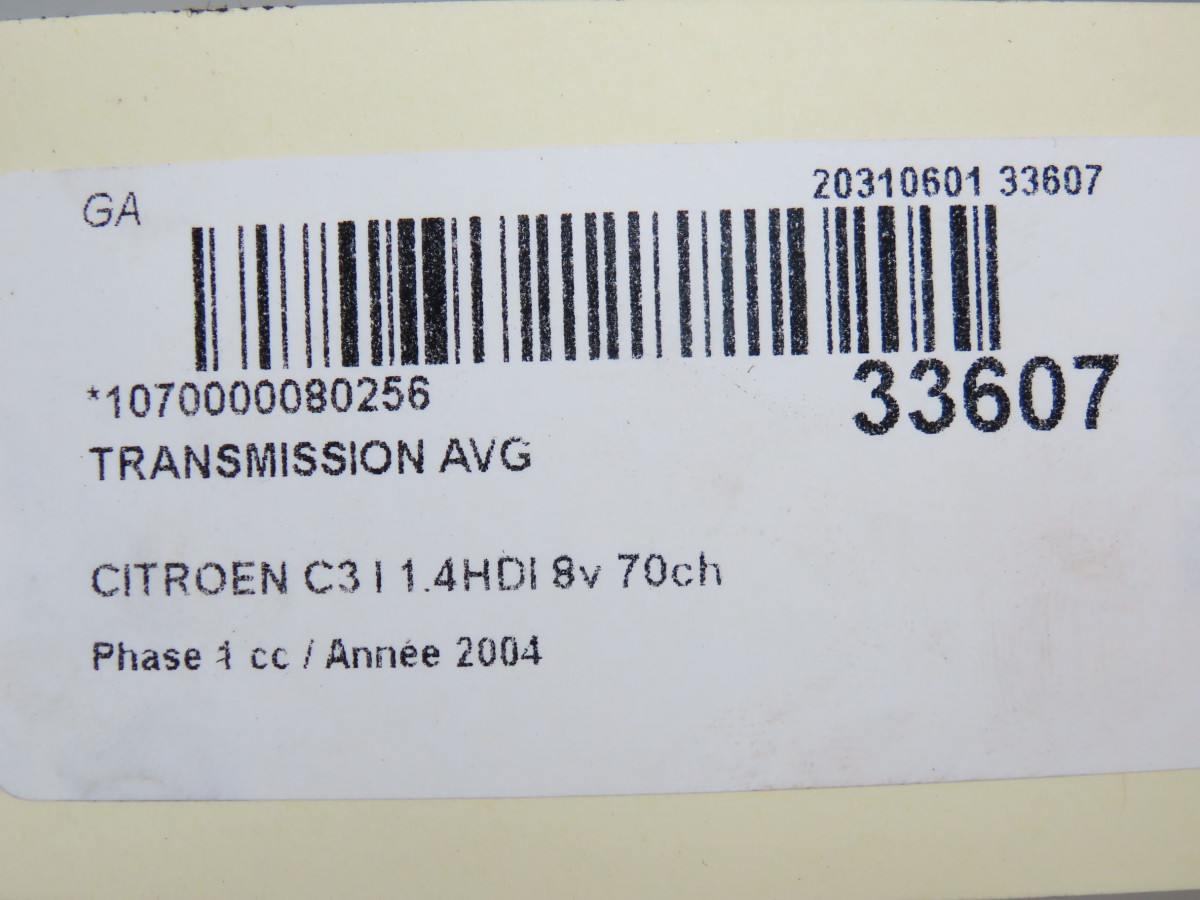 GA
20310601 33607
*1070000080256
33607
TRANSMISSION AVG
CITROEN C3 I 1.4HDI 8v 70ch
Phase 1 cc / Année 2004